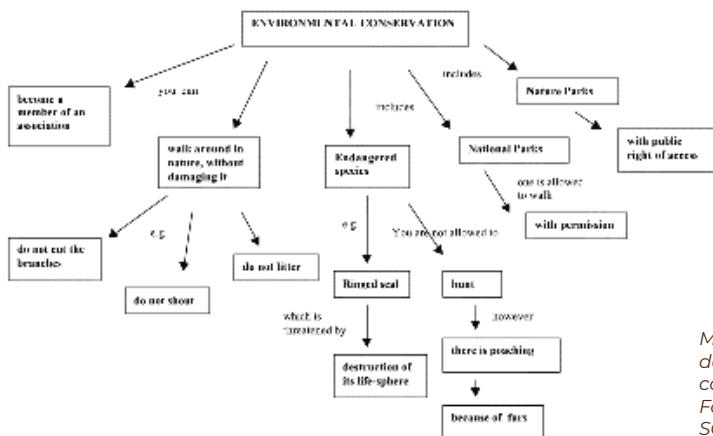 ENVIRONMENTAL CONSERVATION
includes
you can
Nature Parks
become a
member of an
association
includes
with public
right of access
walk around in
nature, without
damaging it
Endangered
species
National Parks
one is allowed
to walk
with permission
e.g.
e.g.
You are not allowed to
do not cut the
branches
do not litter
do not shout
Ringed seal
hunt
which is
threatened by
however
there is poaching
destruction of
its life-sphere
because of furs